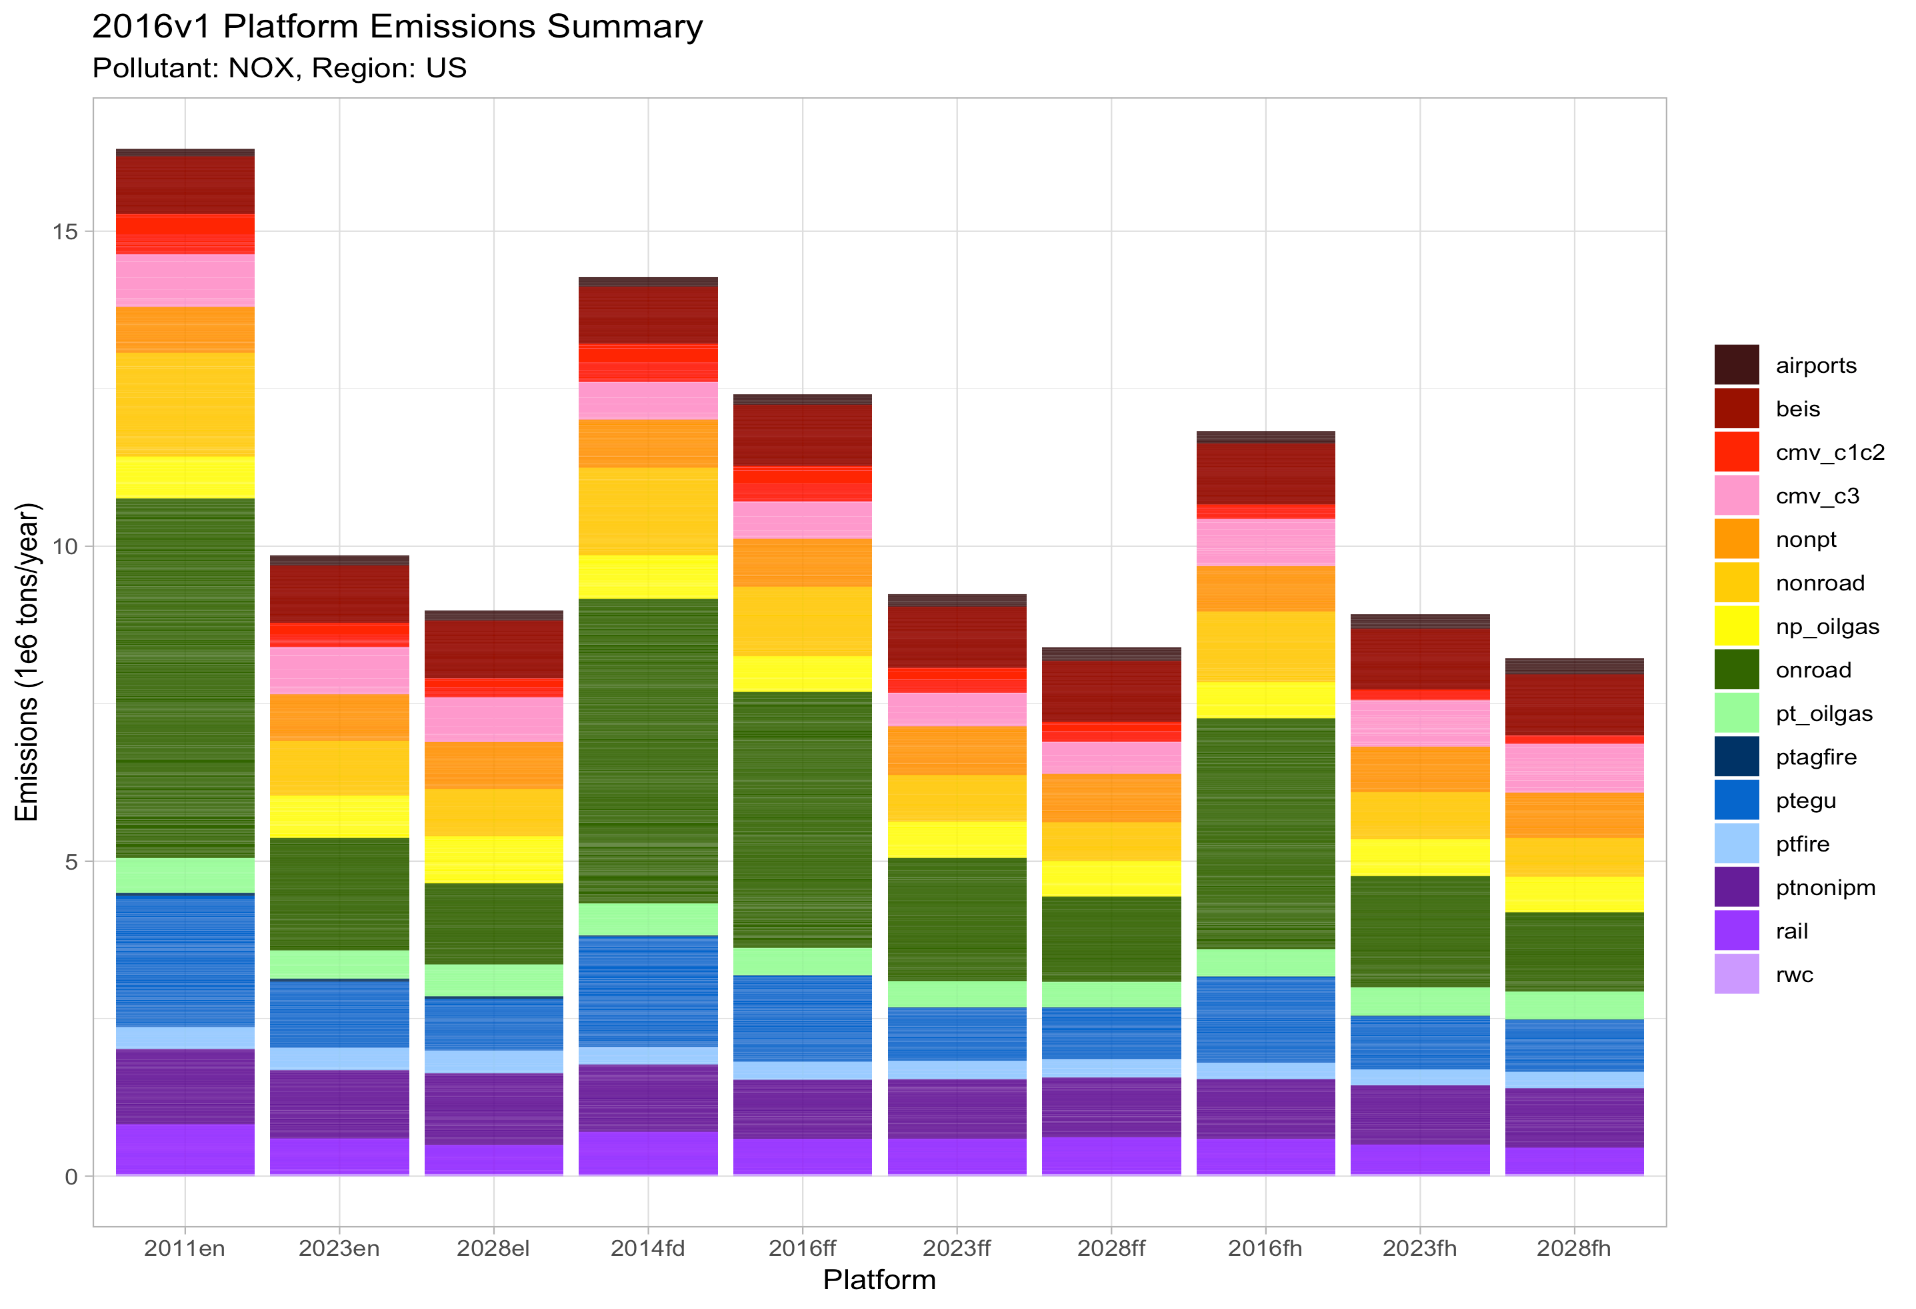 2016v1 Platform Emissions Summary
Pollutant: NOX, Region: US
Emissions (1e6 tons/year)
15
10
5
0
2011en
2023en
2028el
2014fd
2016ff
2023ff
2028ff
2016fh
2023fh
2028fh
Platform
airports
beis
cmv_c1c2
cmv_c3
nonpt
nonroad
np_oilgas
onroad
pt_oilgas
ptagfire
ptegu
ptfire
ptnonipm
rail
rwc